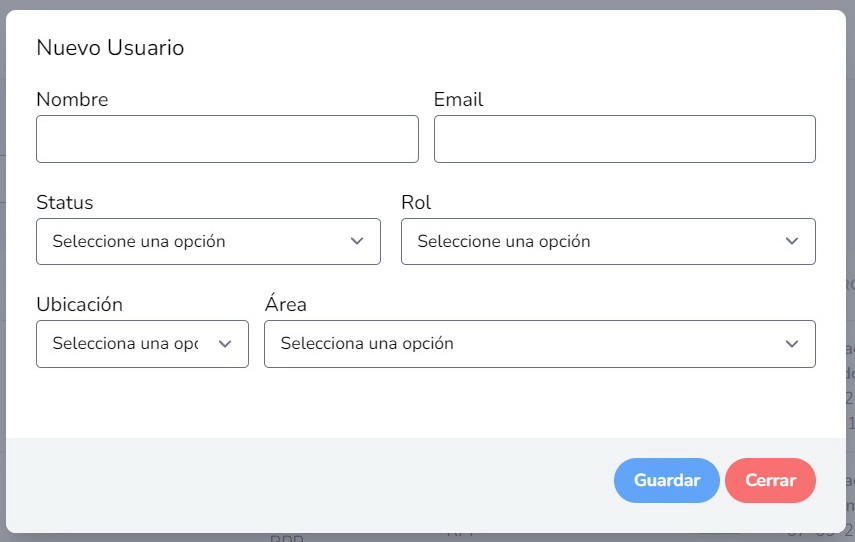 Nuevo Usuario
Nombre Email
Status Rol
Seleccione una opción Seleccione una opción
Ubicación Área
Selecciona una opc Selecciona una opción
Guardar Cerrar